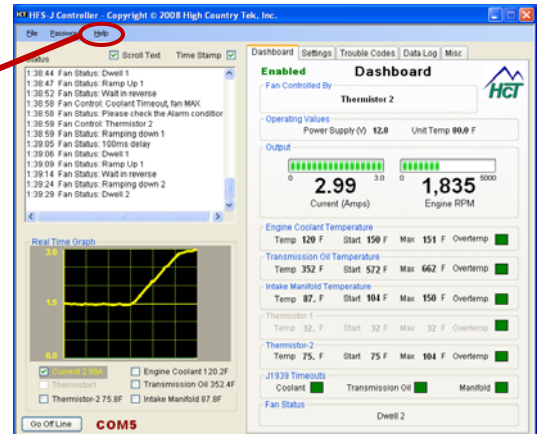 HFS-J Controller - Copyright © 2008 High Country Tek, Inc.
File Password Help
Status Scroll Text Time Stamp
1:38:44 Fan Status: Dwell 1
1:38:47 Fan Status: Ramp Up 1
1:38:52 Fan Status: Wait in reverse
1:38:58 Fan Control: Coolant Timeout, fan MAX
1:38:58 Fan Status: Please check the Alarm condition
1:38:59 Fan Control: Thermistor 2
1:38:59 Fan Status: Ramping down 1
1:39:05 Fan Status: 100ms delay
1:39:06 Fan Status: Dwell 1
1:39:09 Fan Status: Ramp Up 1
1:39:14 Fan Status: Wait in reverse
1:39:24 Fan Status: Ramping down 2
1:39:29 Fan Status: Dwell 2
Real Time Graph
3.0
1.5
0.0
Current 2.99A Engine Coolant 120.2F
Thermistor1 Transmission Oil 352.4F
Thermistor-2 75.8F Intake Manifold 87.8F
Go Off Line COM5
Dashboard Settings Trouble Codes Data Log Misc
Enabled Dashboard
HCT
Fan Controlled By
Thermistor 2
Operating Values
Power Supply (V) 12.8 Unit Temp 80.0 F
Output
0 3.0 0 5000
2.99 1,835
Current (Amps) Engine RPM
Engine Coolant Temperature
Temp 120 F Start 150 F Max 151 F Overtemp
Transmission Oil Temperature
Temp 352 F Start 572 F Max 662 F Overtemp
Intake Manifold Temperature
Temp 87. F Start 104 F Max 150 F Overtemp
Thermistor-1
Temp 32. F Start 32 F Max 32 F Overtemp
Thermistor-2
Temp 75. F Start 75 F Max 104 F Overtemp
J1939 Timeouts
Coolant Transmission Oil Manifold
Fan Status
Dwell 2